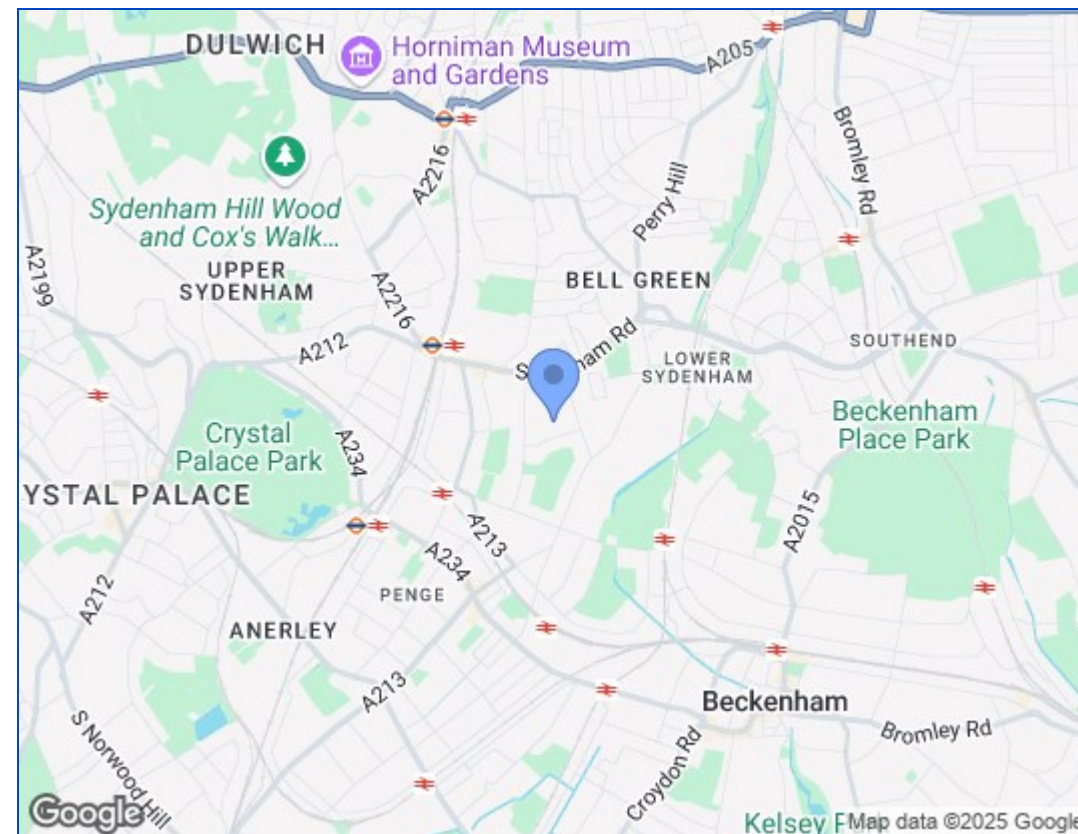 DULWICH
Horniman Museum
and Gardens
A205
A2216
Bromley Rd
Perry Hill
Sydenham Hill Wood
and Cox's Walk...
A2199
UPPER
SYDENHAM
A2216
BELL GREEN
A212
SOUTHEND
LOWER
SYDENHAM
Beckenham
Place Park
Crystal
Palace Park
A234
YSTAL PALACE
A2015
A213
A234
A212
PENGE
ANERLEY
A213
Beckenham
S Norwood Hill
Croydon Rd
Bromley Rd
Google
Kelsey
Map data ©2025 Google